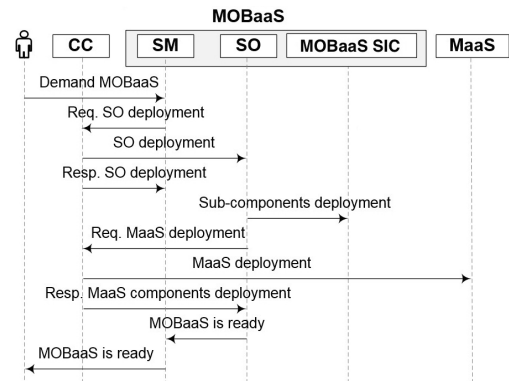 MOBaaS
CC SM SO MOBaaS SIC MaaS
Demand MOBaaS
Req. SO deployment
SO deployment
Resp. SO deployment
Sub-components deployment
Req. MaaS deployment
MaaS deployment
Resp. MaaS components deployment
MOBaaS is ready
MOBaaS is ready